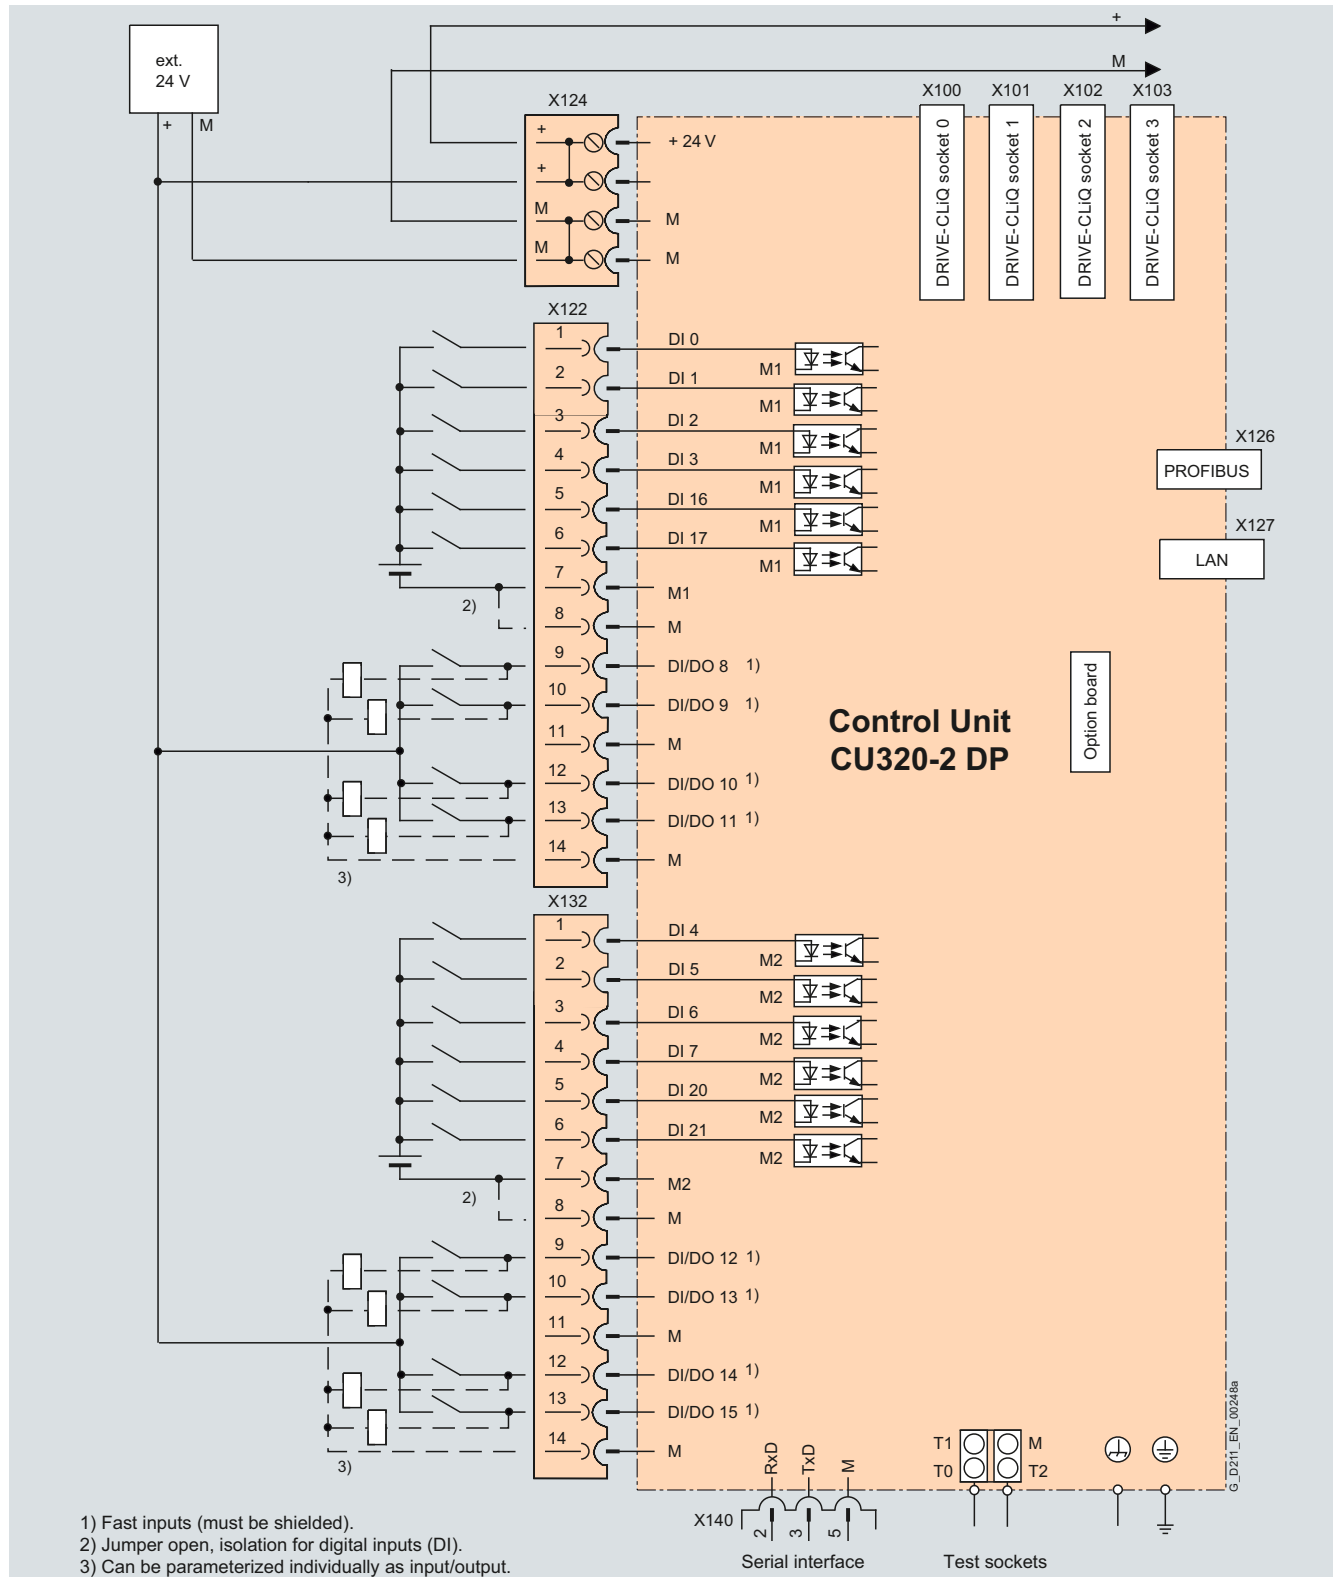 +
M
ext.
24 V
+ M
X124
X100 X101 X102 X103
DRIVE-CLiQ socket 0
DRIVE-CLiQ socket 1
DRIVE-CLiQ socket 2
DRIVE-CLiQ socket 3
+ + 24 V
+
M M
M M
X122
1 DI 0
M1
2 DI 1
M1
3 DI 2
M1
4 DI 3
M1
5 DI 16
M1
6 DI 17
M1
7 M1
2)
8 M
9 DI/DO 8 1)
10 DI/DO 9 1)
11 M
12 DI/DO 10 1)
13 DI/DO 11 1)
14 M
3)
X126
PROFIBUS
X127
LAN
Option board
Control Unit
CU320-2 DP
X132
1 DI 4
M2
2 DI 5
M2
3 DI 6
M2
4 DI 7
M2
5 DI 20
M2
6 DI 21
M2
7 M2
2)
8 M
9 DI/DO 12 1)
10 DI/DO 13 1)
11 M
12 DI/DO 14 1)
13 DI/DO 15 1)
14 M
3)
RxD TxD M
X140
2 3 5
Serial interface
T1 M
T0 T2
Test sockets
G_D211_EN_00248a
1) Fast inputs (must be shielded).
2) Jumper open, isolation for digital inputs (DI).
3) Can be parameterized individually as input/output.